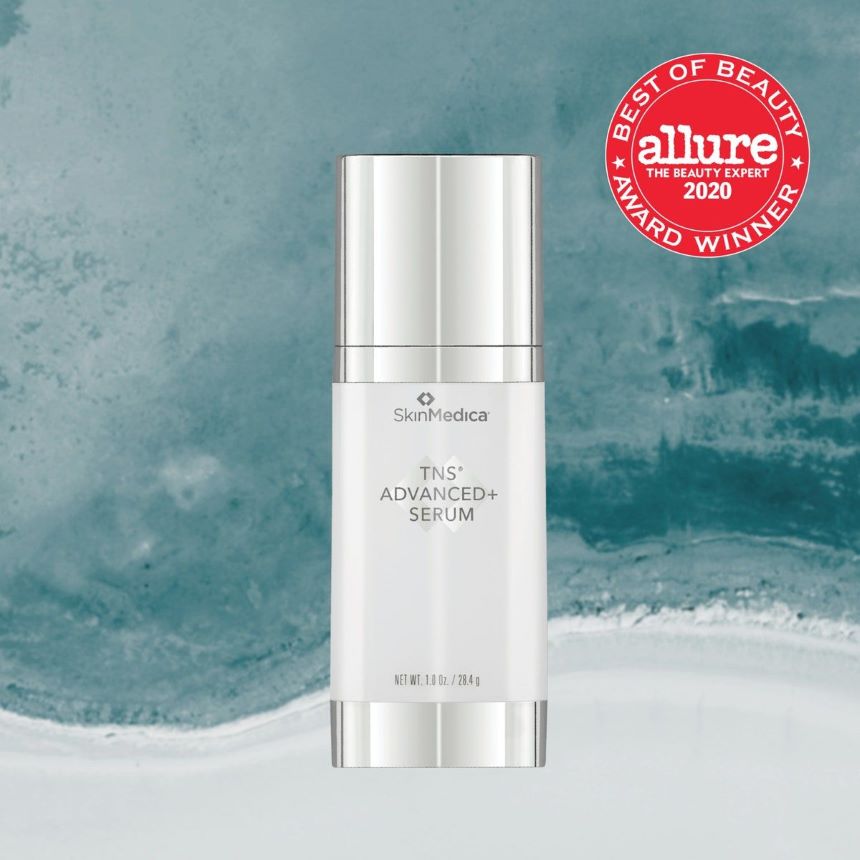 BEST OF BEAUTY
allure
THE BEAUTY EXPERT
2020
AWARD WINNER
SkinMedica
TNS®
ADVANCED+
SERUM
NET WT. 1.0 Oz. / 28.4 g